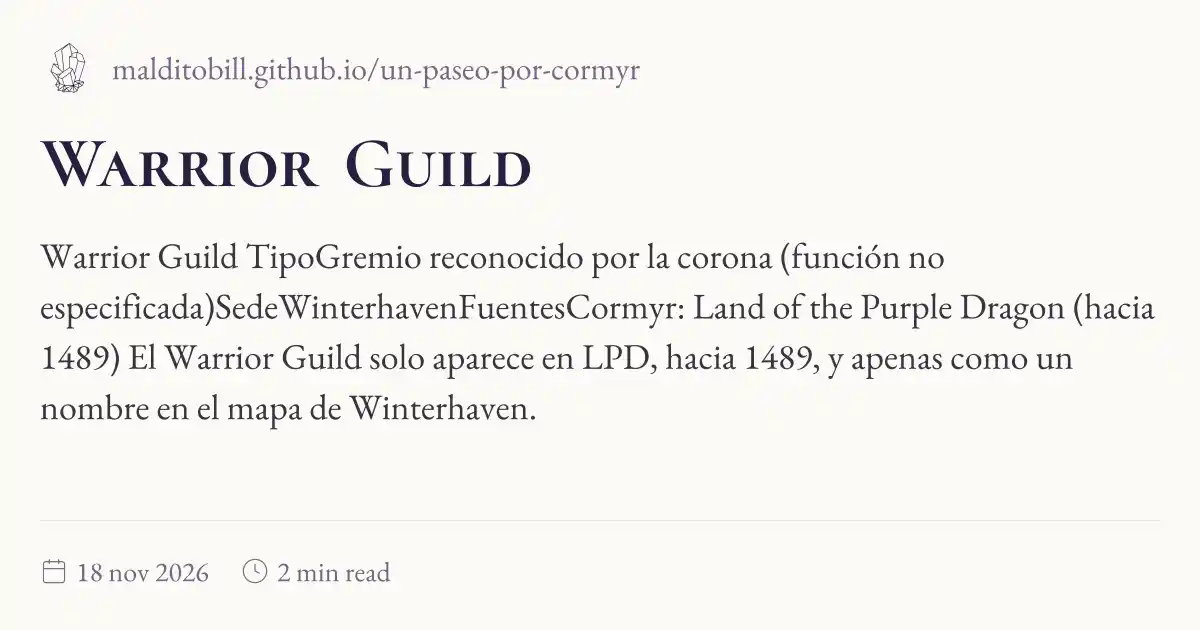 malditobill.github.io/un-paseo-por-cormyr
Warrior Guild
Warrior Guild TipoGremio reconocido por la corona (función no
especificada)SedeWinterhavenFuentesCormyr: Land of the Purple Dragon (hacia
1489) El Warrior Guild solo aparece en LPD, hacia 1489, y apenas como un
nombre en el mapa de Winterhaven.
18 nov 2026 2 min read